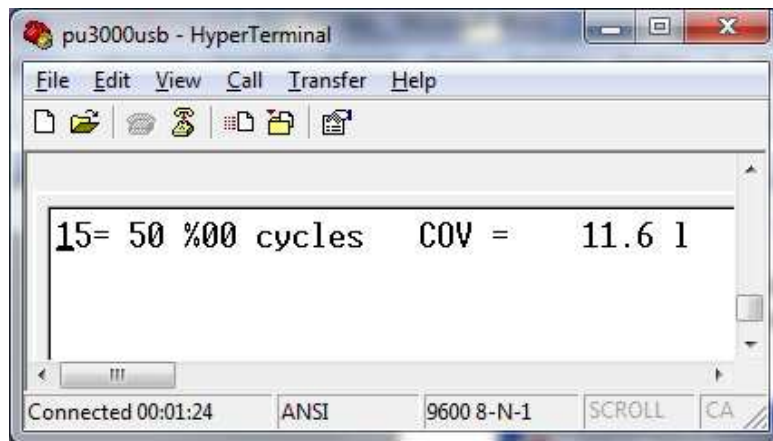 pu3000usb - HyperTerminal
File Edit View Call Transfer Help
15= 50 %00 cycles COV = 11.6 l
Connected 00:01:24 ANSI 9600 8-N-1 SCROLL CA